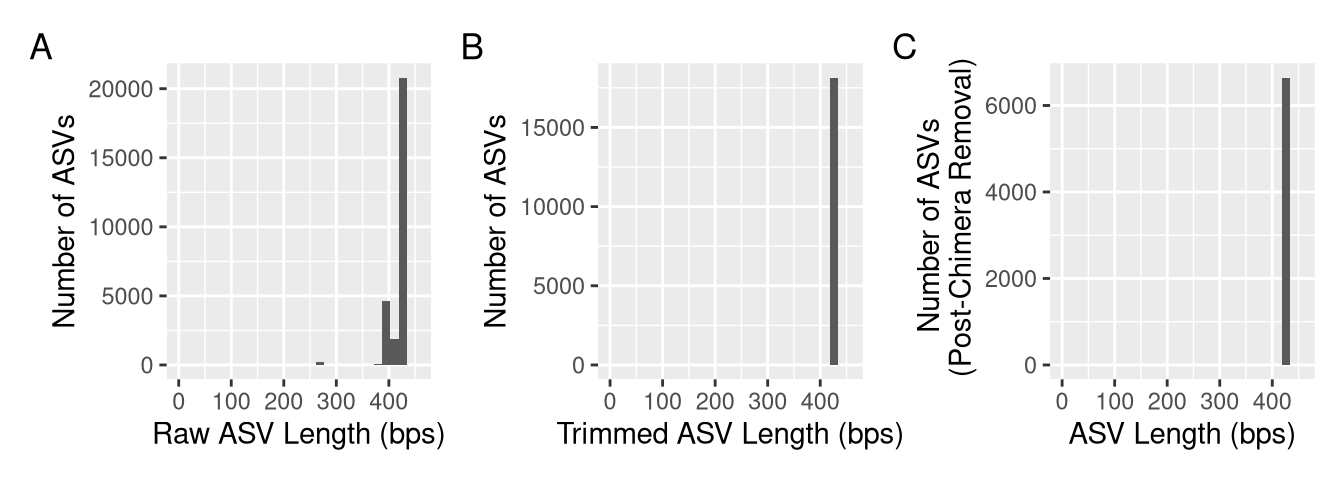 A
Number of ASVs
20000
15000
10000
5000
0
0 100 200 300 400
Raw ASV Length (bps)
B
Number of ASVs
15000
10000
5000
0
0 100 200 300 400
Trimmed ASV Length (bps)
C
Number of ASVs
(Post-Chimera Removal)
6000
4000
2000
0
0 100 200 300 400
ASV Length (bps)